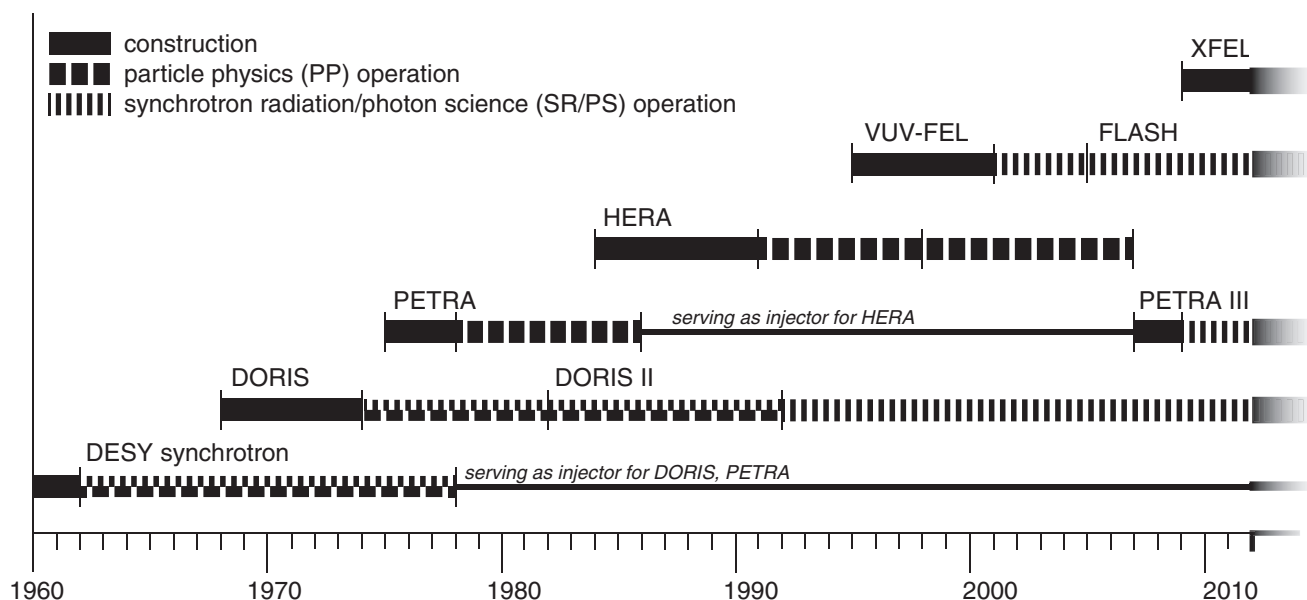 construction
particle physics (PP) operation
synchrotron radiation/photon science (SR/PS) operation
XFEL
VUV-FEL FLASH
HERA
PETRA serving as injector for HERA PETRA III
DORIS DORIS II
DESY synchrotron
serving as injector for DORIS, PETRA
1960 1970 1980 1990 2000 2010